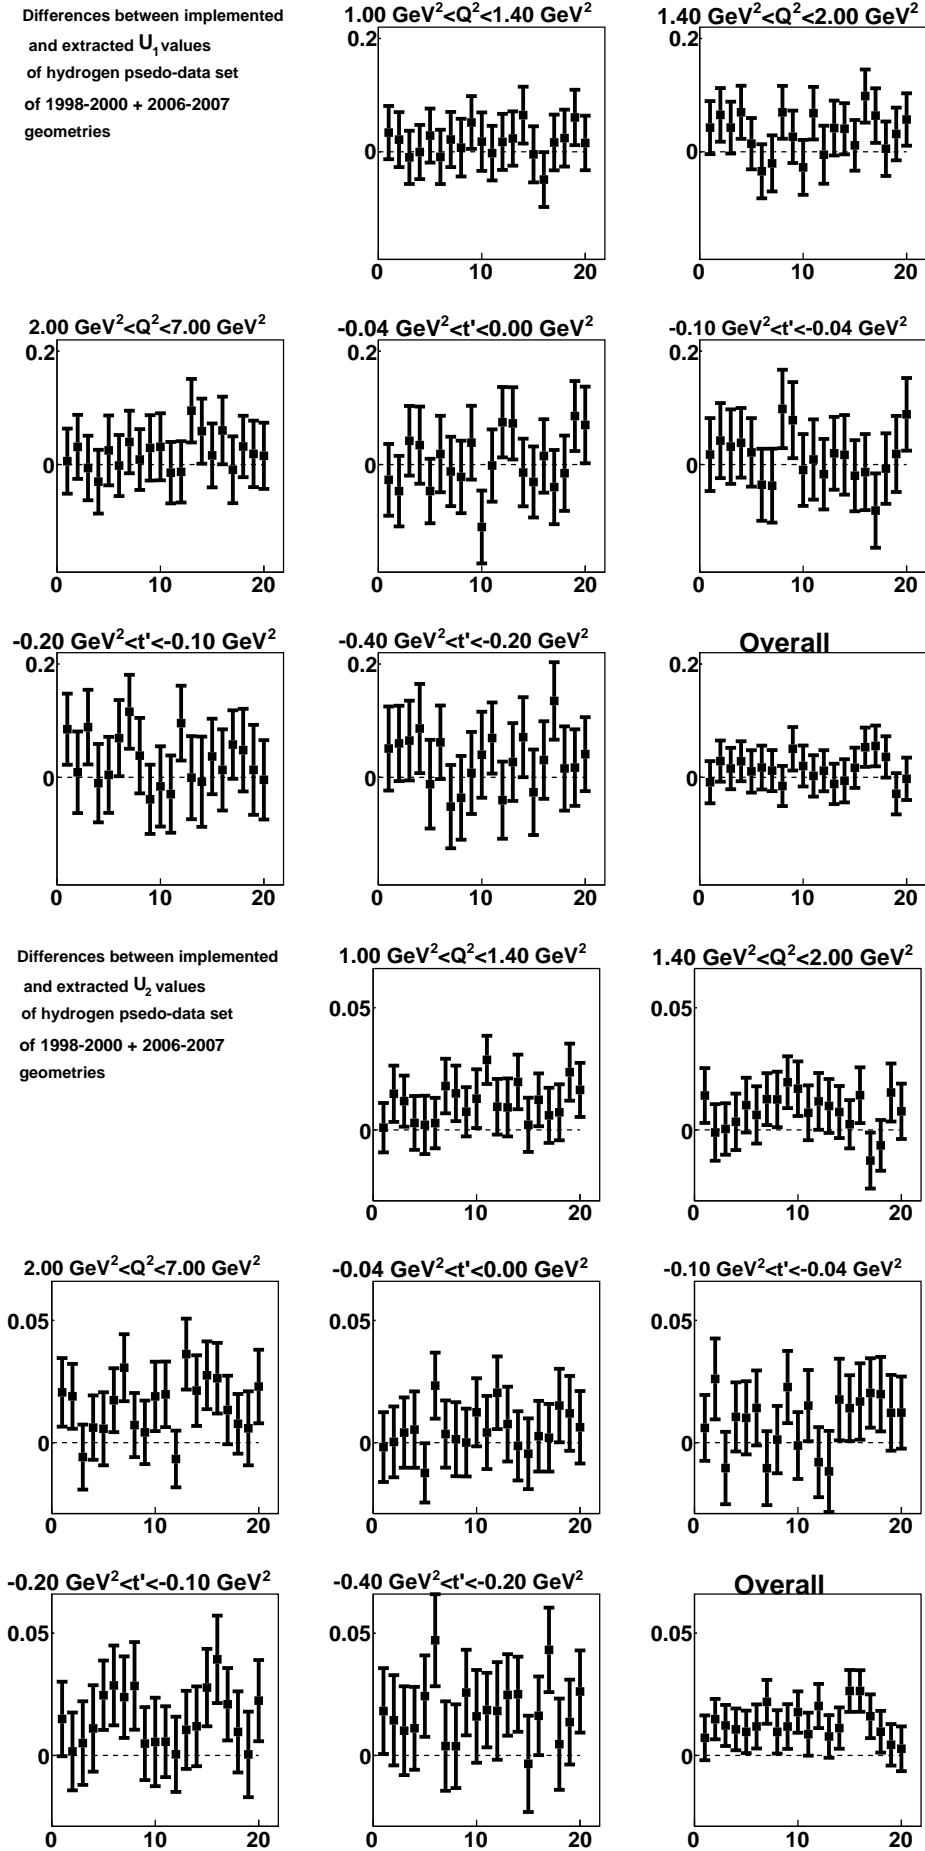 Differences between implemented
and extracted U₁ values
of hydrogen psedo-data set
of 1998-2000 + 2006-2007
geometries
1.00 GeV²<Q²<1.40 GeV²
0.2
0
0 10 20
1.40 GeV²<Q²<2.00 GeV²
0.2
0
0 10 20
2.00 GeV²<Q²<7.00 GeV²
0.2
0
0 10 20
-0.04 GeV²<t'<0.00 GeV²
0.2
0
0 10 20
-0.10 GeV²<t'<-0.04 GeV²
0.2
0
0 10 20
-0.20 GeV²<t'<-0.10 GeV²
0.2
0
0 10 20
-0.40 GeV²<t'<-0.20 GeV²
0.2
0
0 10 20
Overall
0.2
0
0 10 20
Differences between implemented
and extracted U₂ values
of hydrogen psedo-data set
of 1998-2000 + 2006-2007
geometries
1.00 GeV²<Q²<1.40 GeV²
0.05
0
0 10 20
1.40 GeV²<Q²<2.00 GeV²
0.05
0
0 10 20
2.00 GeV²<Q²<7.00 GeV²
0.05
0
0 10 20
-0.04 GeV²<t'<0.00 GeV²
0.05
0
0 10 20
-0.10 GeV²<t'<-0.04 GeV²
0.05
0
0 10 20
-0.20 GeV²<t'<-0.10 GeV²
0.05
0
0 10 20
-0.40 GeV²<t'<-0.20 GeV²
0.05
0
0 10 20
Overall
0.05
0
0 10 20